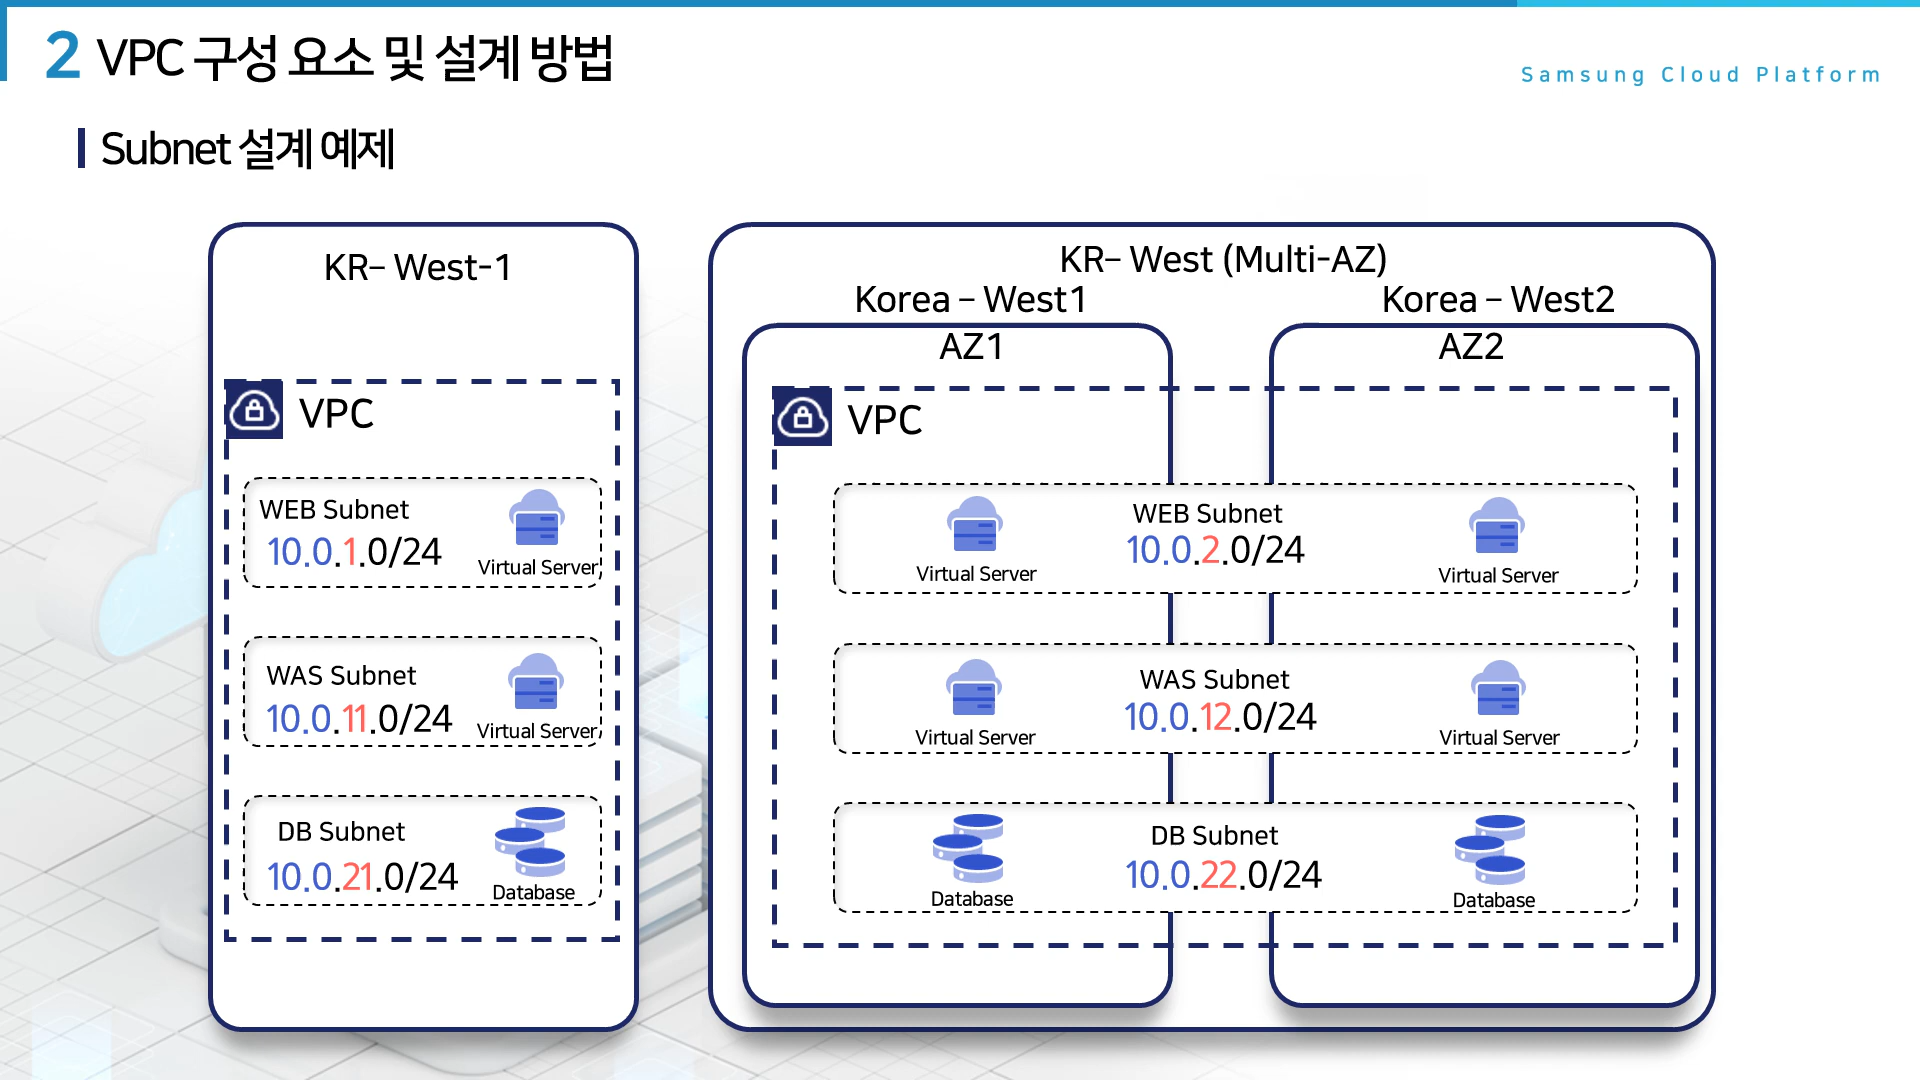 2 VPC 구성 요소 및 설계 방법
Samsung Cloud Platform
Subnet 설계 예제
KR– West-1
VPC
WEB Subnet
10.0.1.0/24
Virtual Server
WAS Subnet
10.0.11.0/24
Virtual Server
DB Subnet
10.0.21.0/24
Database
KR– West (Multi-AZ)
Korea – West1
Korea – West2
AZ1
AZ2
VPC
WEB Subnet
10.0.2.0/24
Virtual Server
Virtual Server
WAS Subnet
10.0.12.0/24
Virtual Server
Virtual Server
DB Subnet
10.0.22.0/24
Database
Database